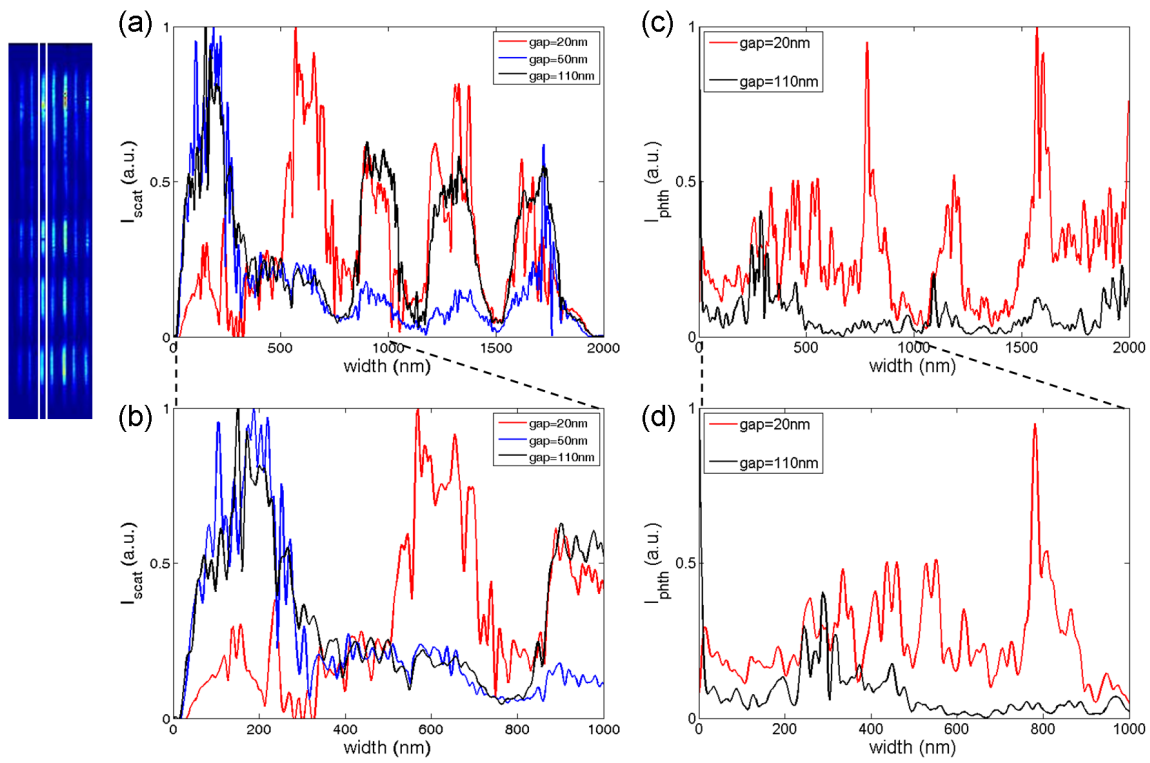 (a)
1
0.5
0
I_scat (a.u.)
gap=20nm
gap=50nm
gap=110nm
0 500 1000 1500 2000
width (nm)
(c)
1
0.5
0
I_phth (a.u.)
gap=20nm
gap=110nm
0 500 1000 1500 2000
width (nm)
(b)
1
0.5
0
I_scat (a.u.)
gap=20nm
gap=50nm
gap=110nm
0 200 400 600 800 1000
width (nm)
(d)
1
0.5
0
I_phth (a.u.)
gap=20nm
gap=110nm
0 200 400 600 800 1000
width (nm)